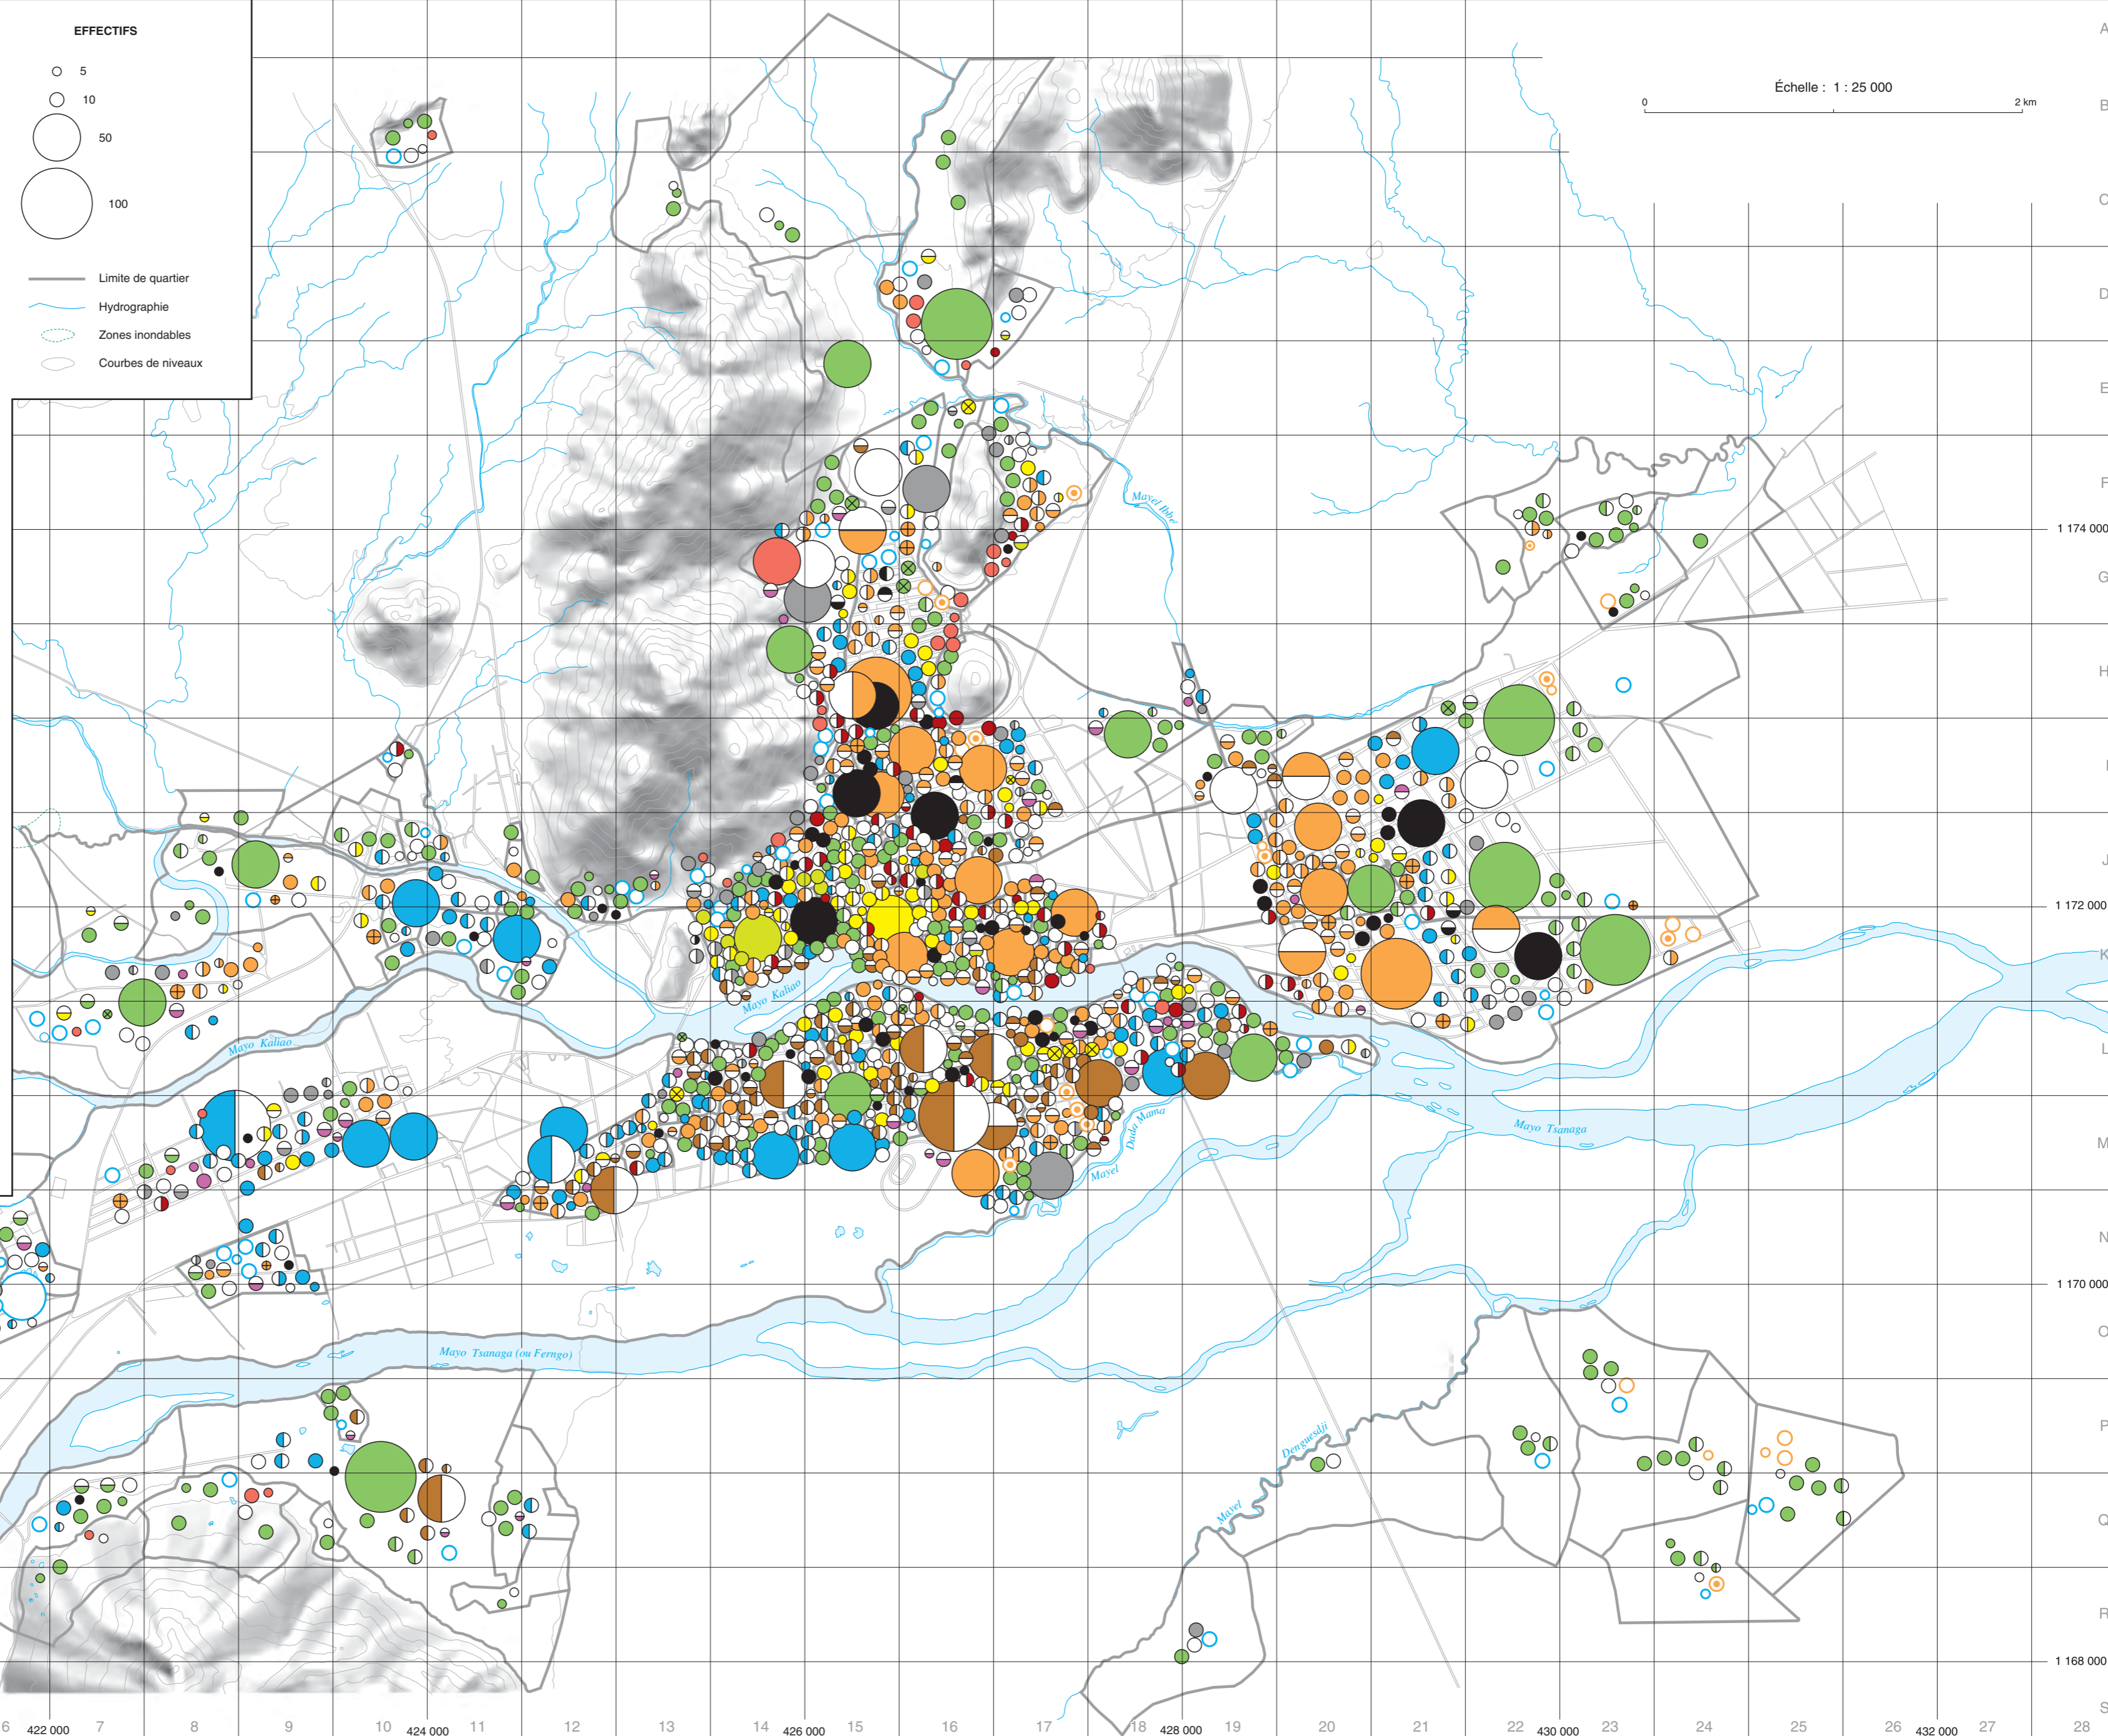 EFFECTIFS
5
10
50
100
Limite de quartier
Hydrographie
Zones inondables
Courbes de niveaux
Échelle : 1 : 25 000
0
2 km
A
B
C
D
E
F
Mayel Ibbé
1 174 000
G
H
I
J
1 172 000
K
Mayo Kaliao
Mayo Kaliao
L
Mayo Tsanaga
M
Mayel Daba Mama
N
1 170 000
O
Mayo Tsanaga (ou Ferngo)
P
Mayel Denguesdji
Q
R
1 168 000
S
6
422 000
7
8
9
10
424 000
11
12
13
14
426 000
15
16
17
18
428 000
19
20
21
22
430 000
23
24
25
26
432 000
27
28